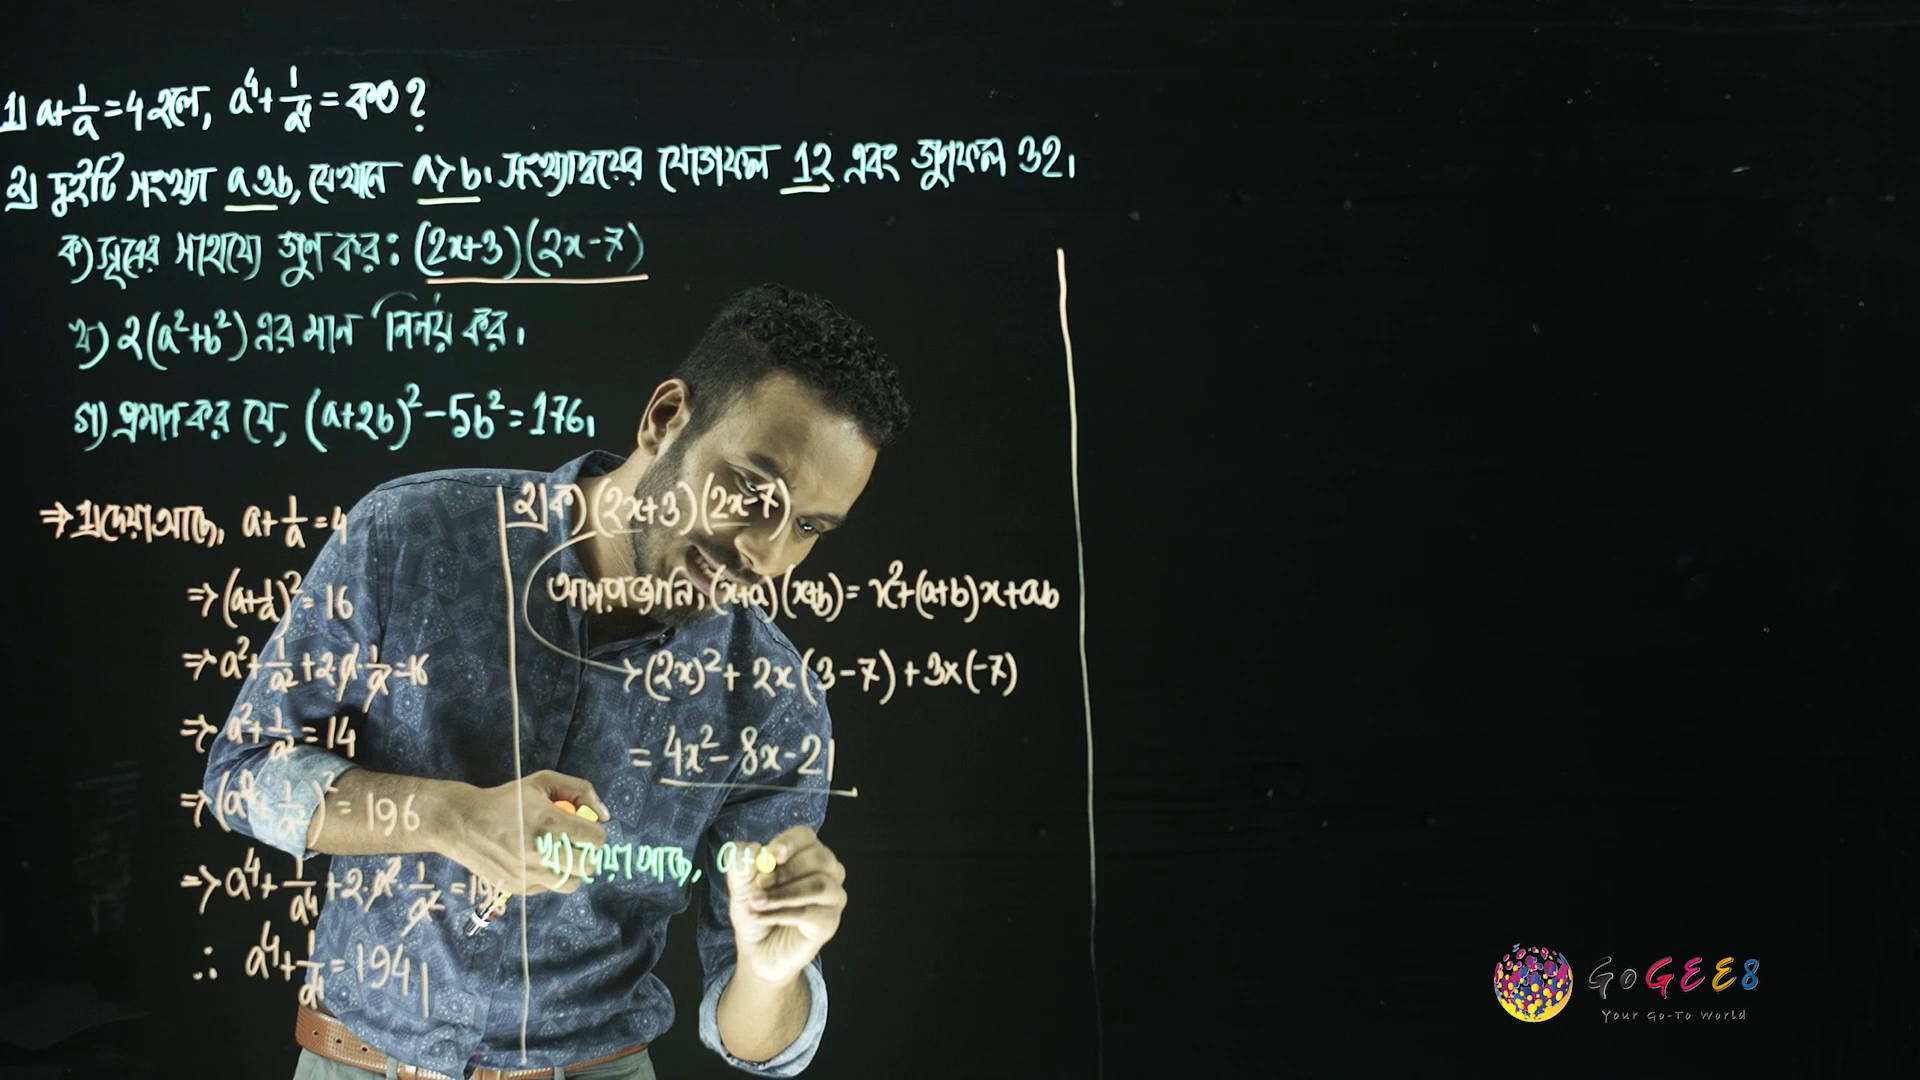 1) a+1/a=4 হলে, a⁴+1/a⁴=কত?
২) দুইটি সংখ্যা a ও b, যেখানে a>b। সংখ্যাদ্বয়ের যোগফল 12 এবং গুণফল 32।
ক) সূত্রের সাহায্যে গুণ কর: (2x+3)(2x-7)
খ) 2(a²+b²) এর মান নির্ণয় কর।
গ) প্রমাণ কর যে, (a+2b)²-5b²=176।
⇒ 1) দেয়া আছে, a+1/a=4
⇒ (a+1/a)²=16
⇒ a²+1/a²+2·a·1/a=16
⇒ a²+1/a²=14
⇒ (a²+1/a²)²=196
⇒ a⁴+1/a⁴+2·a²·1/a²=196
∴ a⁴+1/a⁴=194|
২) ক) (2x+3)(2x-7)
আমরা জানি, (x+a)(x+b)=x²+(a+b)x+ab
→(2x)²+2x(3-7)+3×(-7)
=4x²-8x-21
খ) দেয়া আছে, a+
GoGEE8
Your Go-To World